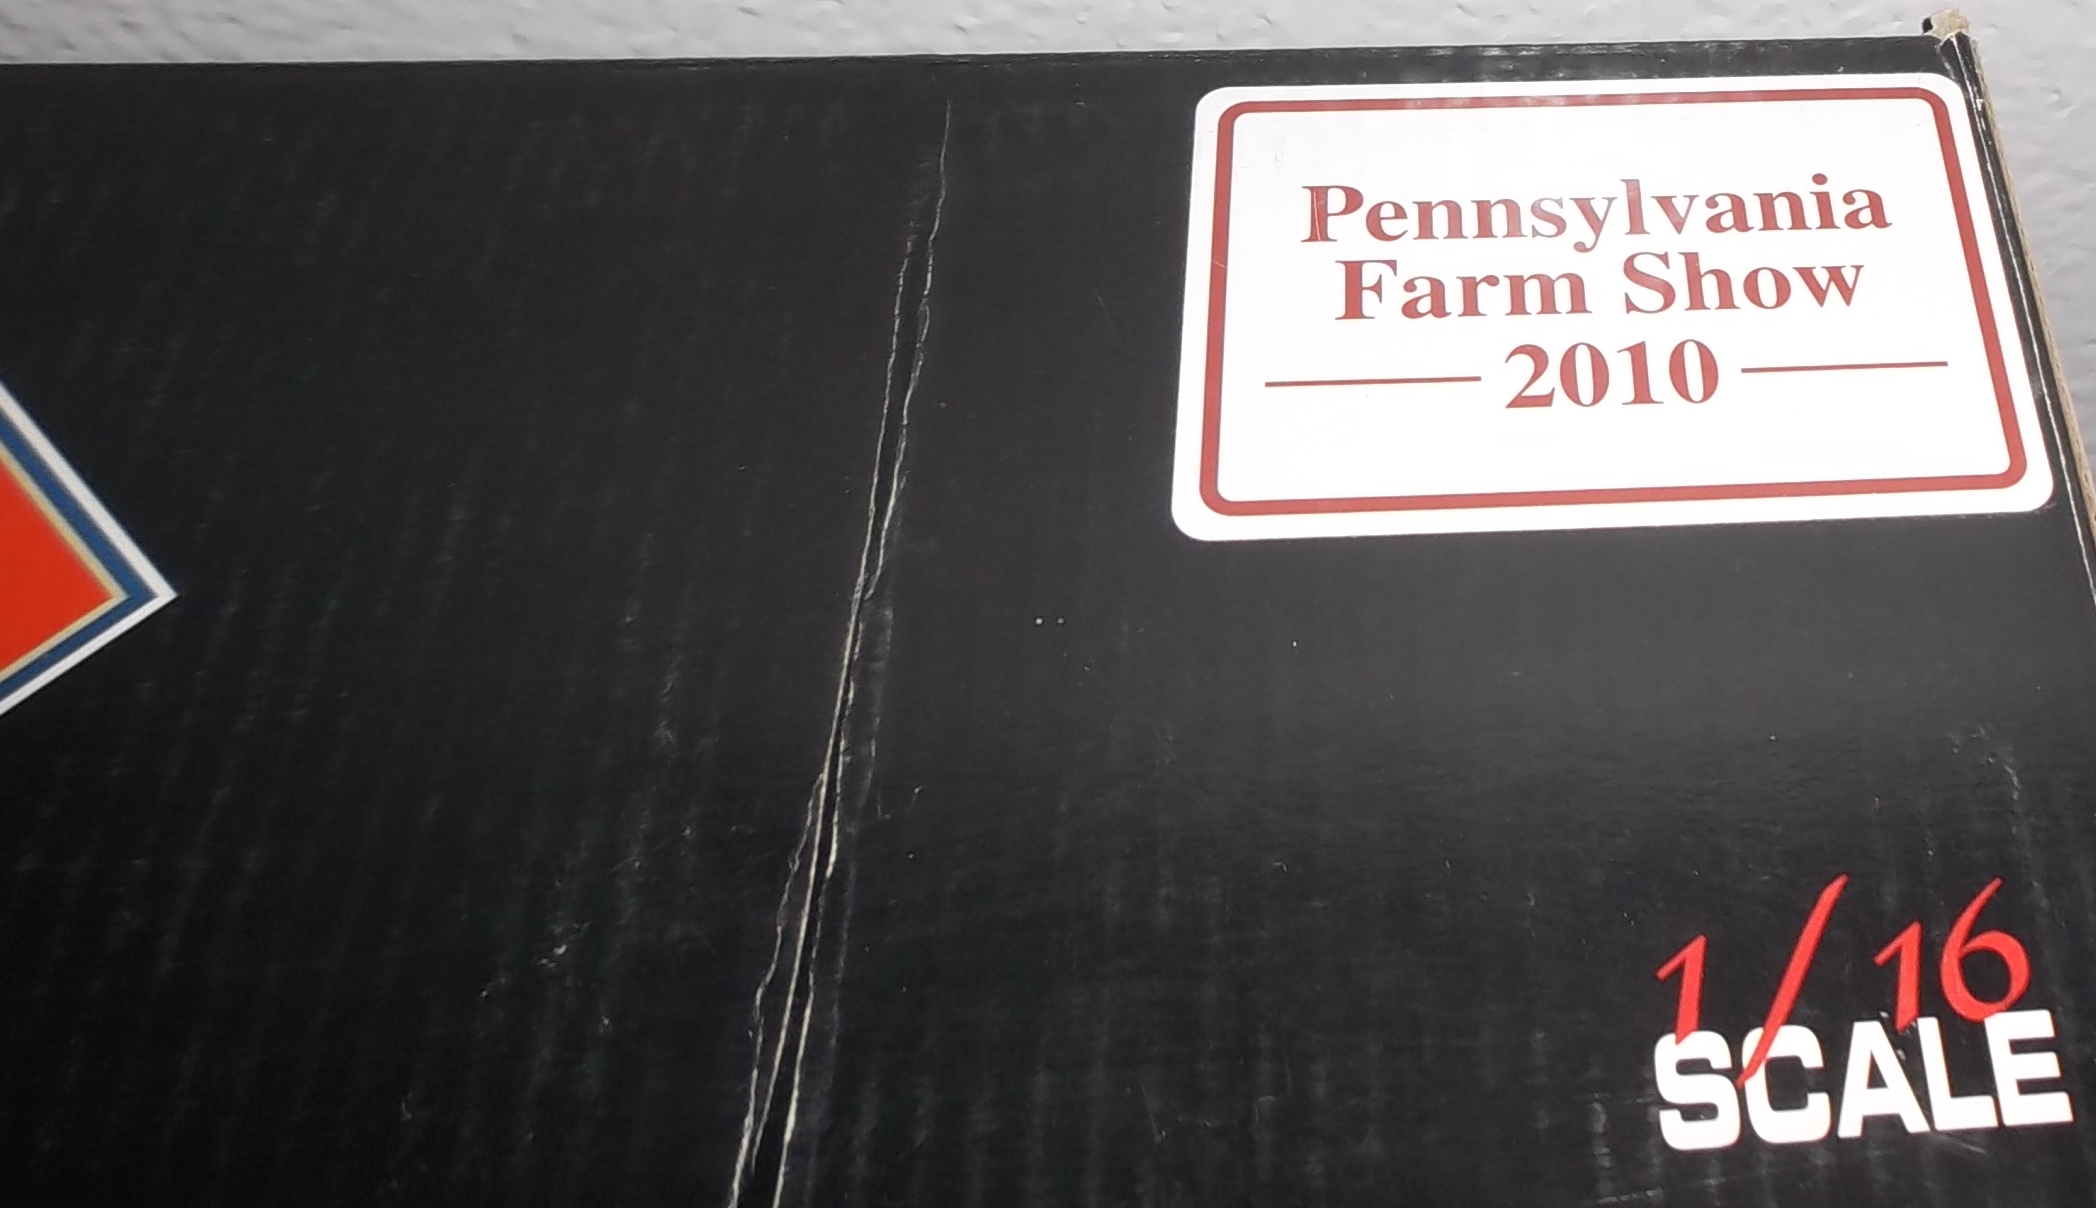 Pennsylvania
Farm Show
2010
1/16
SCALE